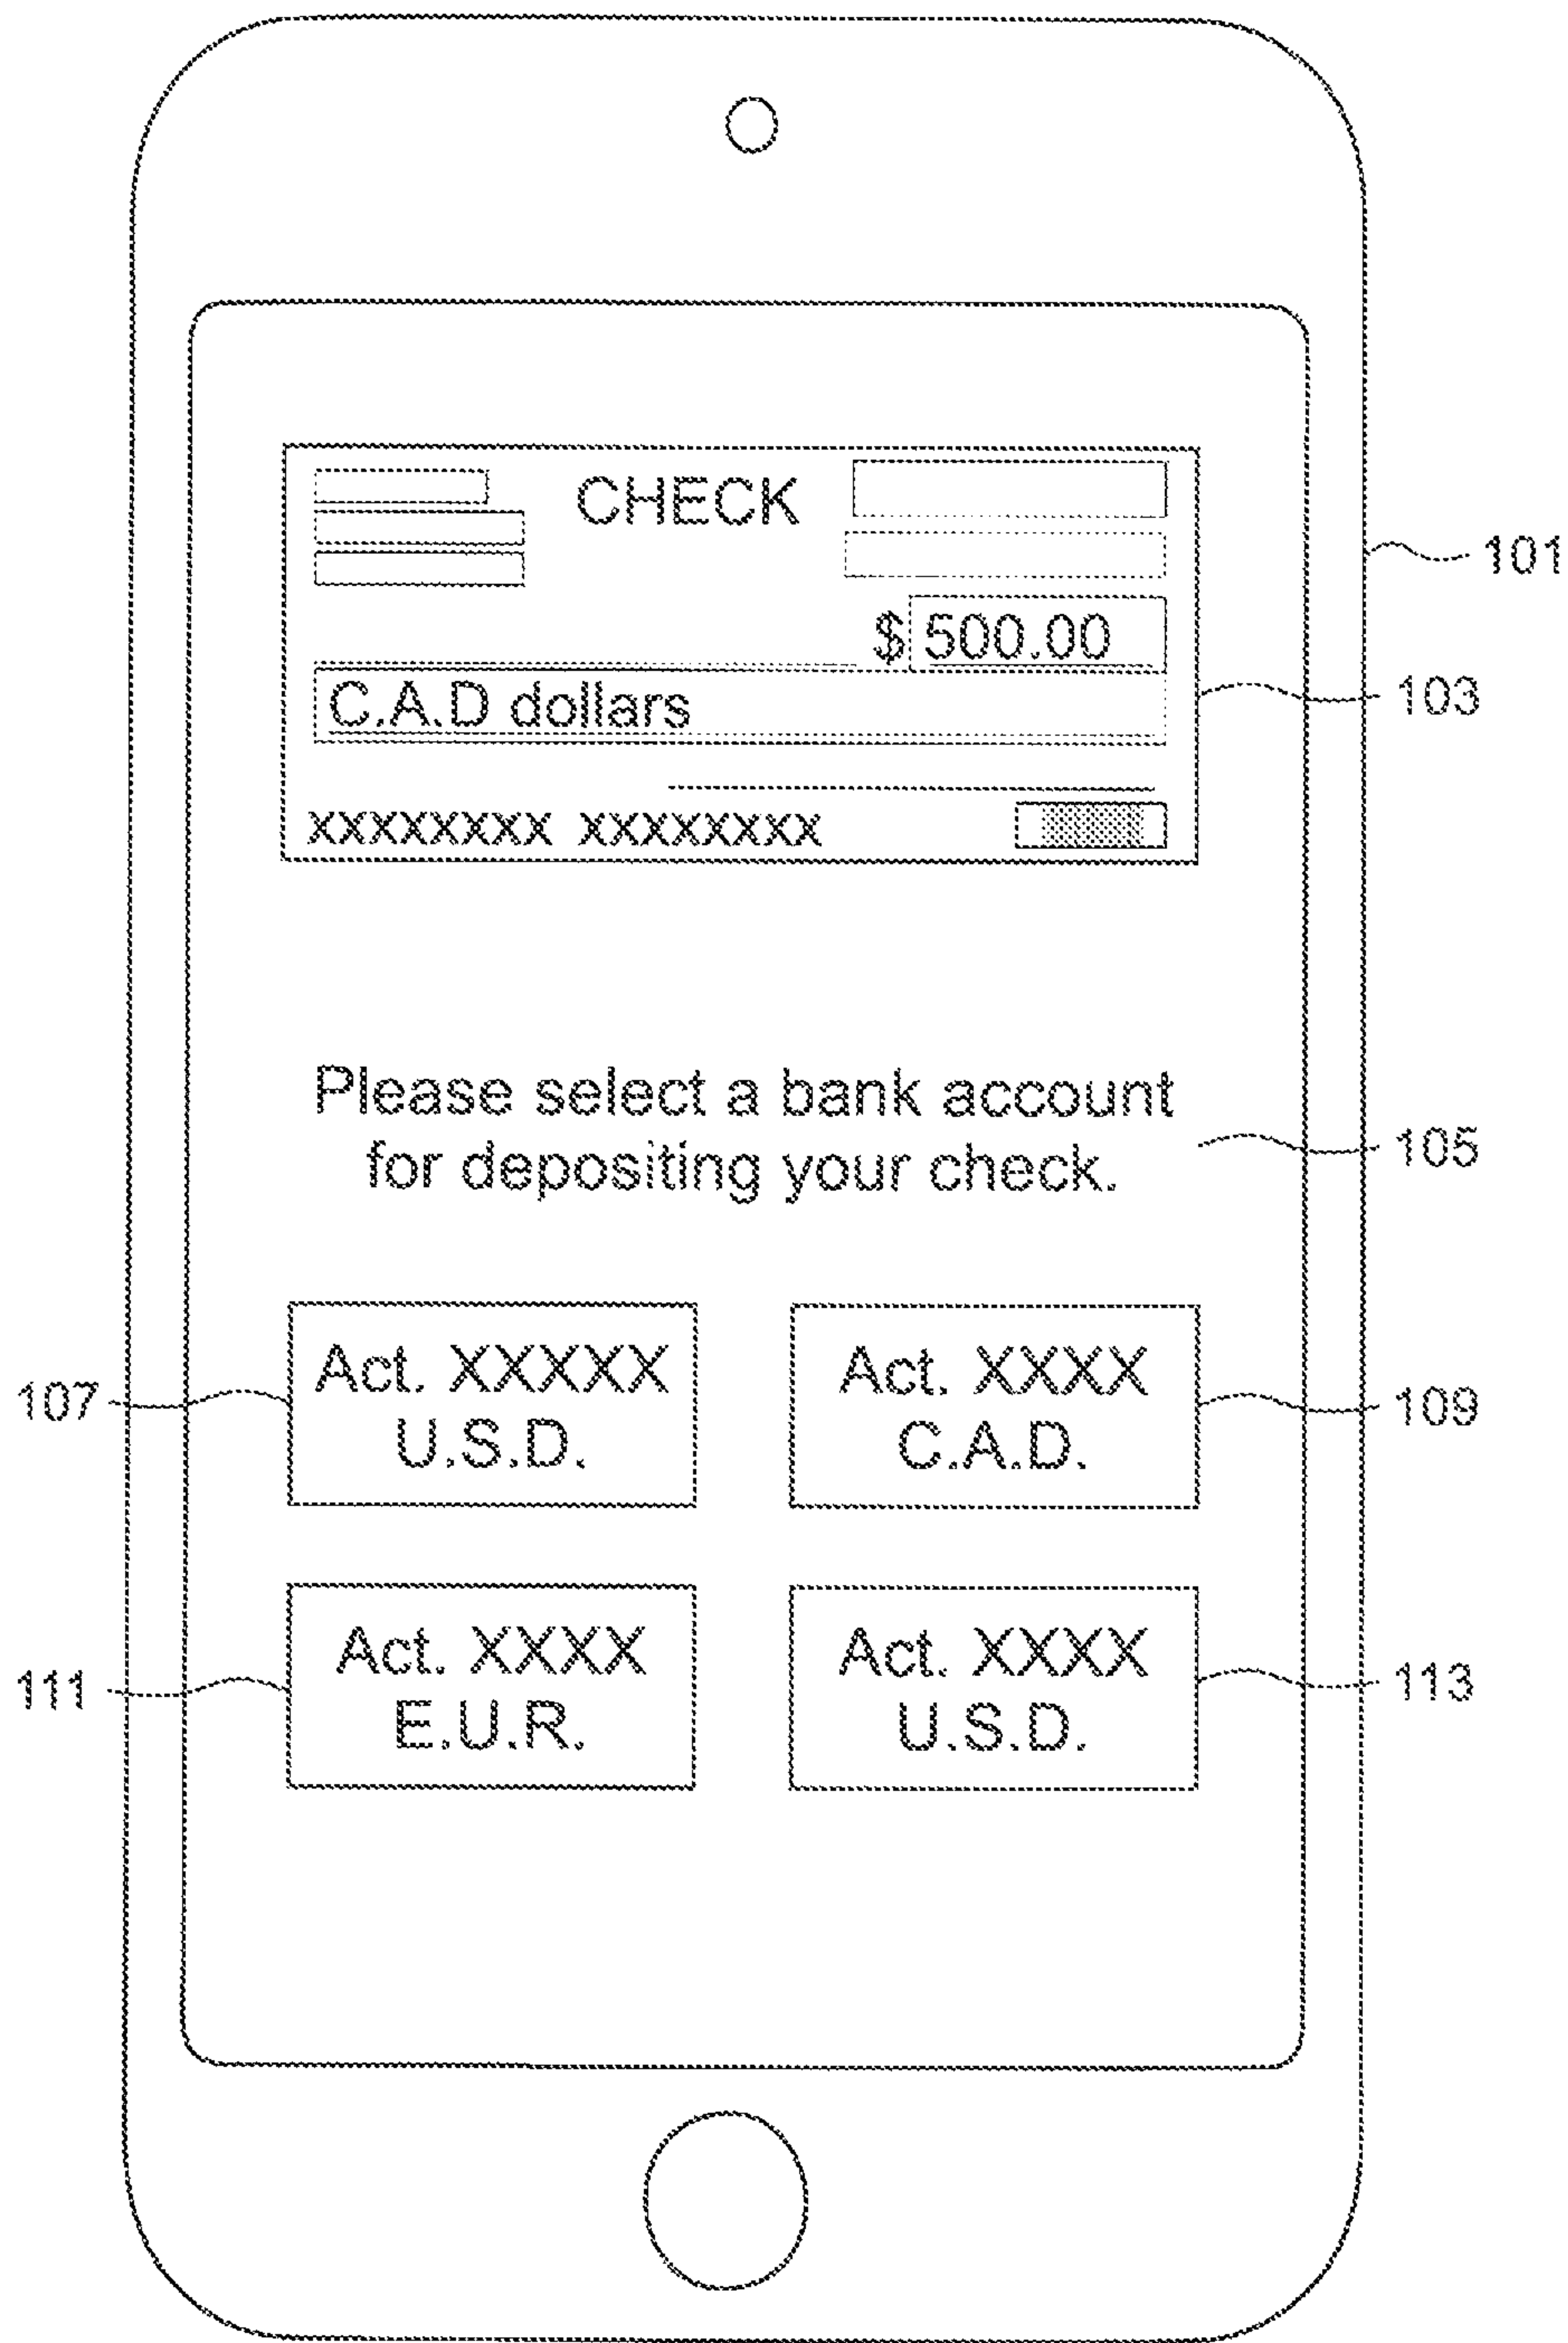 CHECK
101
$ 500.00
C.A.D dollars
103
XXXXXXXX XXXXXXXX
Please select a bank account
for depositing your check.
105
107
Act. XXXXX
U.S.D.
Act. XXXX
C.A.D.
109
111
Act. XXXX
E.U.R.
Act. XXXX
U.S.D.
113